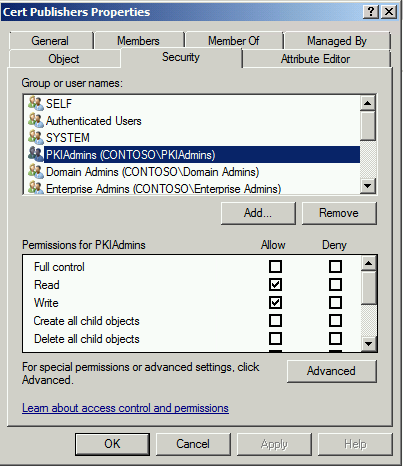 Cert Publishers Properties
General Members Member Of Managed By
Object Security Attribute Editor
Group or user names:
SELF
Authenticated Users
SYSTEM
PKIAdmins (CONTOSO\PKIAdmins)
Domain Admins (CONTOSO\Domain Admins)
Enterprise Admins (CONTOSO\Enterprise Admins)
Add... Remove
Permissions for PKIAdmins Allow Deny
Full control
Read
Write
Create all child objects
Delete all child objects
For special permissions or advanced settings, click
Advanced.
Advanced
Learn about access control and permissions
OK Cancel Apply Help